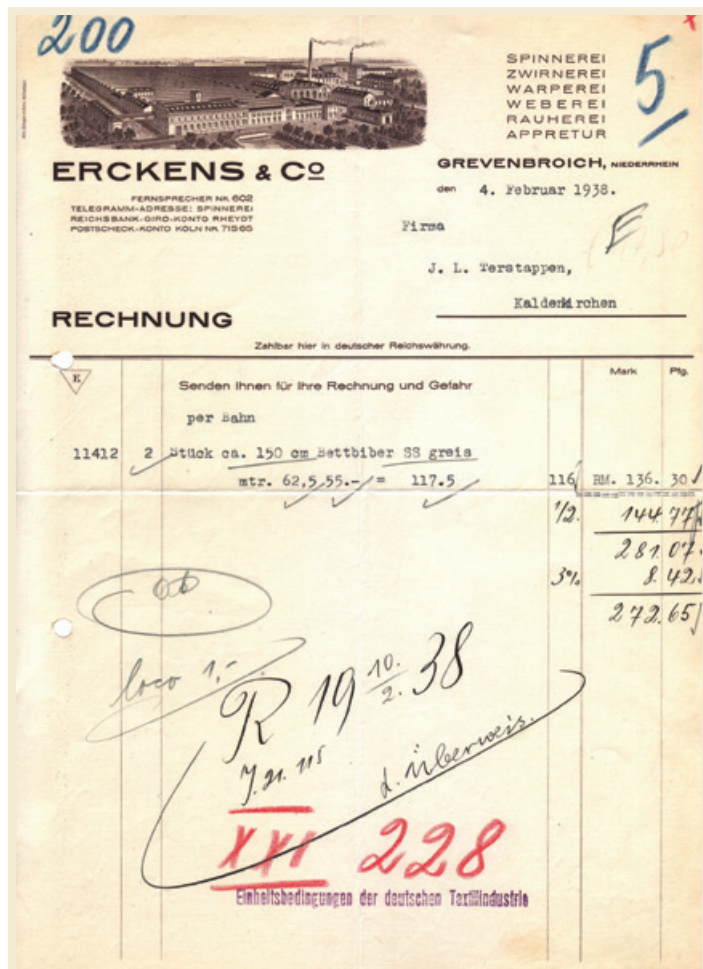 200
5
SPINNEREI
ZWIRNEREI
WARPEREI
WEBEREI
RAUHEREI
APPRETUR
ERCKENS & Co
GREVENBROICH, NIEDERRHEIN
FERNSPRECHER NR. 602
TELEGRAMM-ADRESSE: SPINNEREI
REICHSBANK-GIRO-KONTO RHEYDT
POSTSCHECK-KONTO KÖLN NR. 71565
den 4. Februar 1938.
Firma
E
J. L. Terstappen,
Kaldenkirchen
RECHNUNG
Zahlbar hier in deutscher Reichswährung.
Mark Pfg.
E
Senden Ihnen für Ihre Rechnung und Gefahr
per Bahn
11412 2 Stück ca. 150 cm Bettbiber SS greis
mtr. 62,5 55.- = 117.5 116 RM. 136. 30
1/2. 144.77
281.07
3% 8.42
272.65
loco 1,-
R 19 10./2. 38
d. Überweis.
XVI 228
Einheitsbedingungen der deutschen Textilindustrie